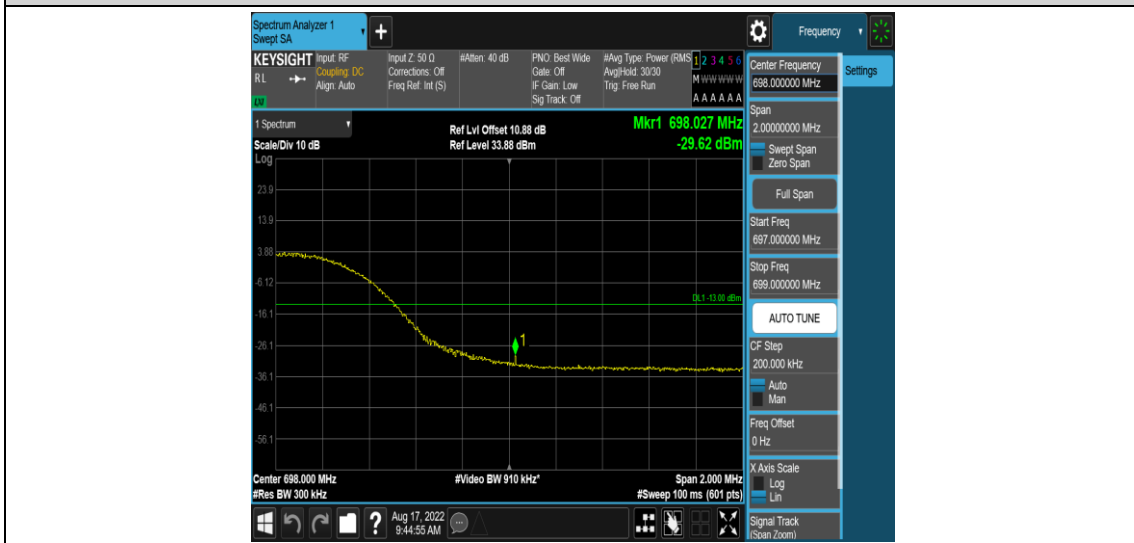 Spectrum Analyzer 1
Swept SA
+
Frequency
KEYSIGHT
RL
LXI
Input: RF
Coupling: DC
Align: Auto
Input Z: 50 Ω
Corrections: Off
Freq Ref: Int (S)
#Atten: 40 dB
PNO: Best Wide
Gate: Off
IF Gain: Low
Sig Track: Off
#Avg Type: Power (RMS
Avg|Hold: 30/30
Trig: Free Run
1 2 3 4 5 6
M W W W W W
A A A A A A
1 Spectrum
Scale/Div 10 dB
Ref Lvl Offset 10.88 dB
Ref Level 33.88 dBm
Mkr1 698.027 MHz
-29.62 dBm
Log
23.9
13.9
3.88
-6.12
-16.1
-26.1
-36.1
-46.1
-56.1
DL1 -13.00 dBm
1
Center 698.000 MHz
#Res BW 300 kHz
#Video BW 910 kHz*
Span 2.000 MHz
#Sweep 100 ms (601 pts)
Center Frequency
698.000000 MHz
Settings
Span
2.00000000 MHz
Swept Span
Zero Span
Full Span
Start Freq
697.000000 MHz
Stop Freq
699.000000 MHz
AUTO TUNE
CF Step
200.000 kHz
Auto
Man
Freq Offset
0 Hz
X Axis Scale
Log
Lin
Signal Track
(Span Zoom)
?
Aug 17, 2022
9:44:55 AM